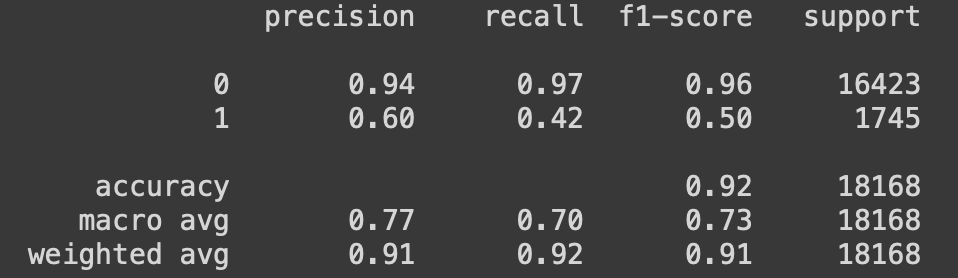 precision recall f1-score support
0 0.94 0.97 0.96 16423
1 0.60 0.42 0.50 1745
accuracy 0.92 18168
macro avg 0.77 0.70 0.73 18168
weighted avg 0.91 0.92 0.91 18168